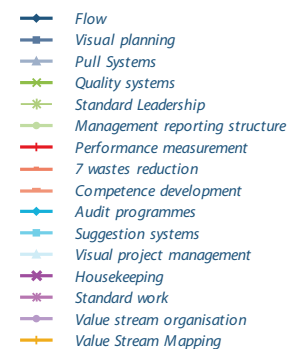 Flow
Visual planning
Pull Systems
Quality systems
Standard Leadership
Management reporting structure
Performance measurement
7 wastes reduction
Competence development
Audit programmes
Suggestion systems
Visual project management
Housekeeping
Standard work
Value stream organisation
Value Stream Mapping